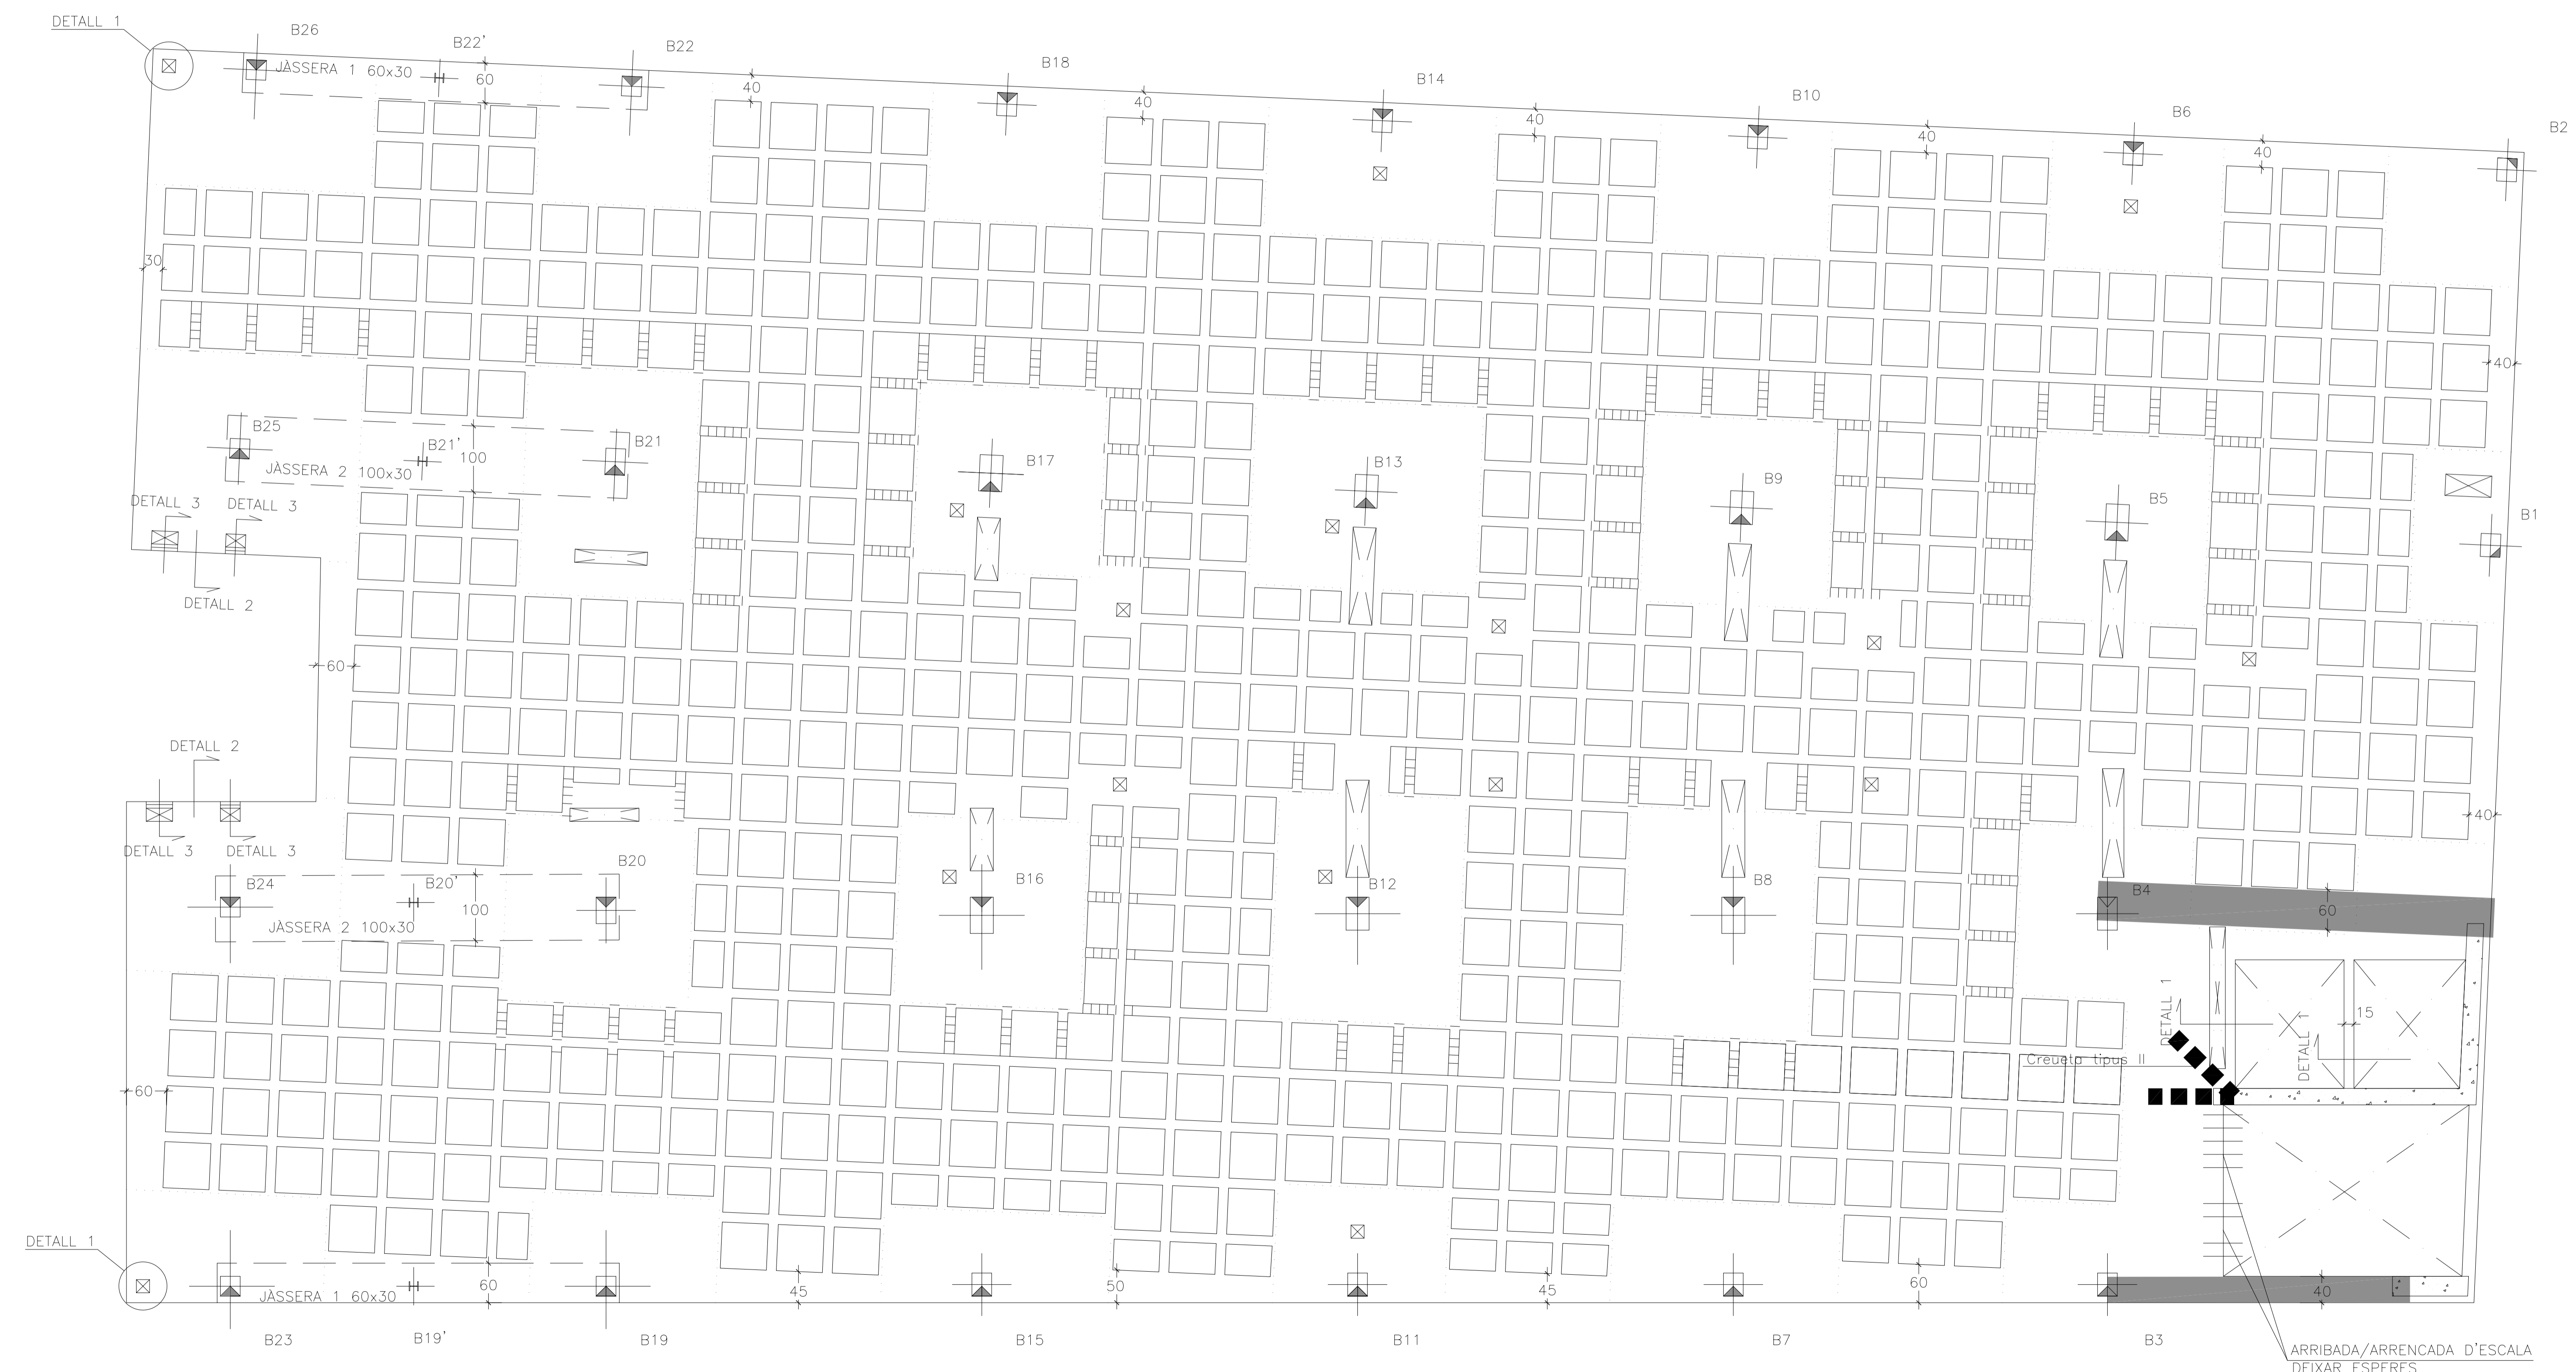 DETALL 1
B26
B22'
B22
B18
B14
B10
B6
B2
JÀSSERA 1 60x30
60
40
40
40
40
40
30
40
B25
B21'
100
B21
B17
B13
B9
B5
B1
JÀSSERA 2 100x30
DETALL 3
DETALL 3
DETALL 2
60
DETALL 2
DETALL 3
DETALL 3
40
B24
B20'
B20
B16
B12
B8
B4
100
60
JÀSSERA 2 100x30
DETALL 1
DETALL 1
15
Creueta tipus II
60
DETALL 1
JÀSSERA 1 60x30
60
45
50
45
60
40
B23
B19'
B19
B15
B11
B7
B3
ARRIBADA/ARRENCADA D'ESCALA
DEIXAR ESPERES